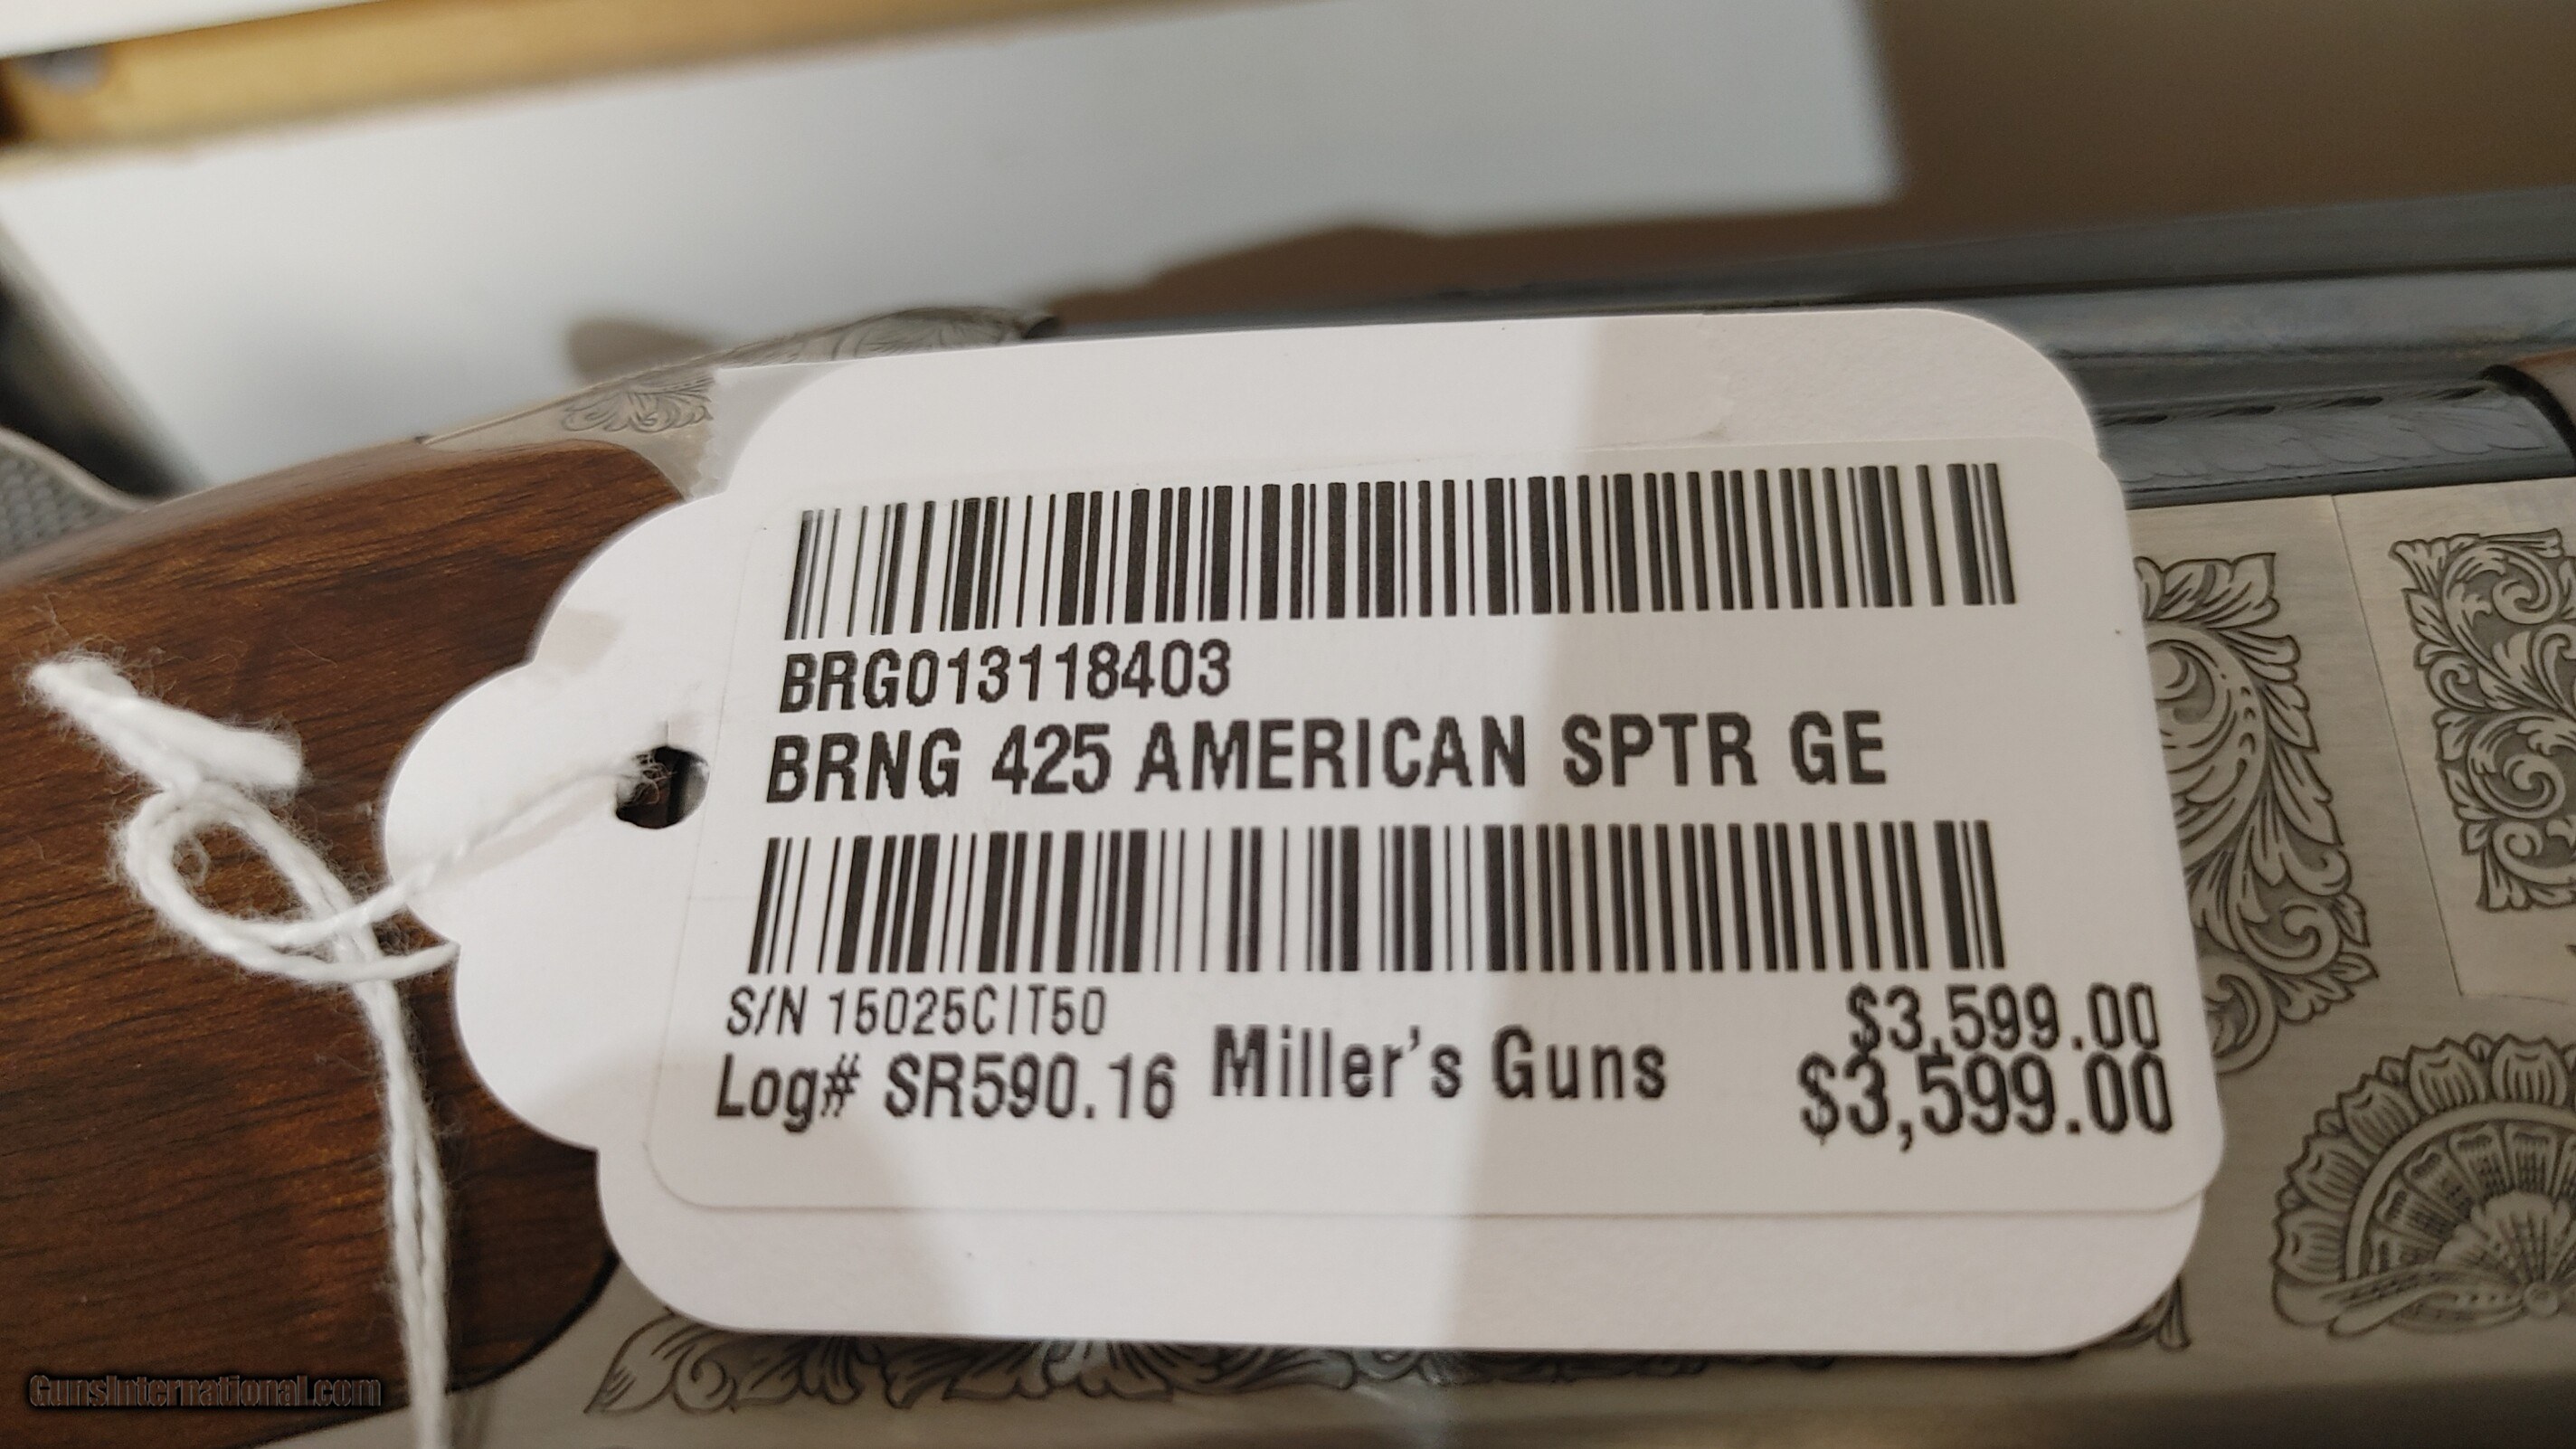 BRG013118403
BRNG 425 AMERICAN SPTR GE
S/N 15025CIT50
$3,599.00
Log# SR590.16 Miller's Guns $3,599.00
GunsInternational.com